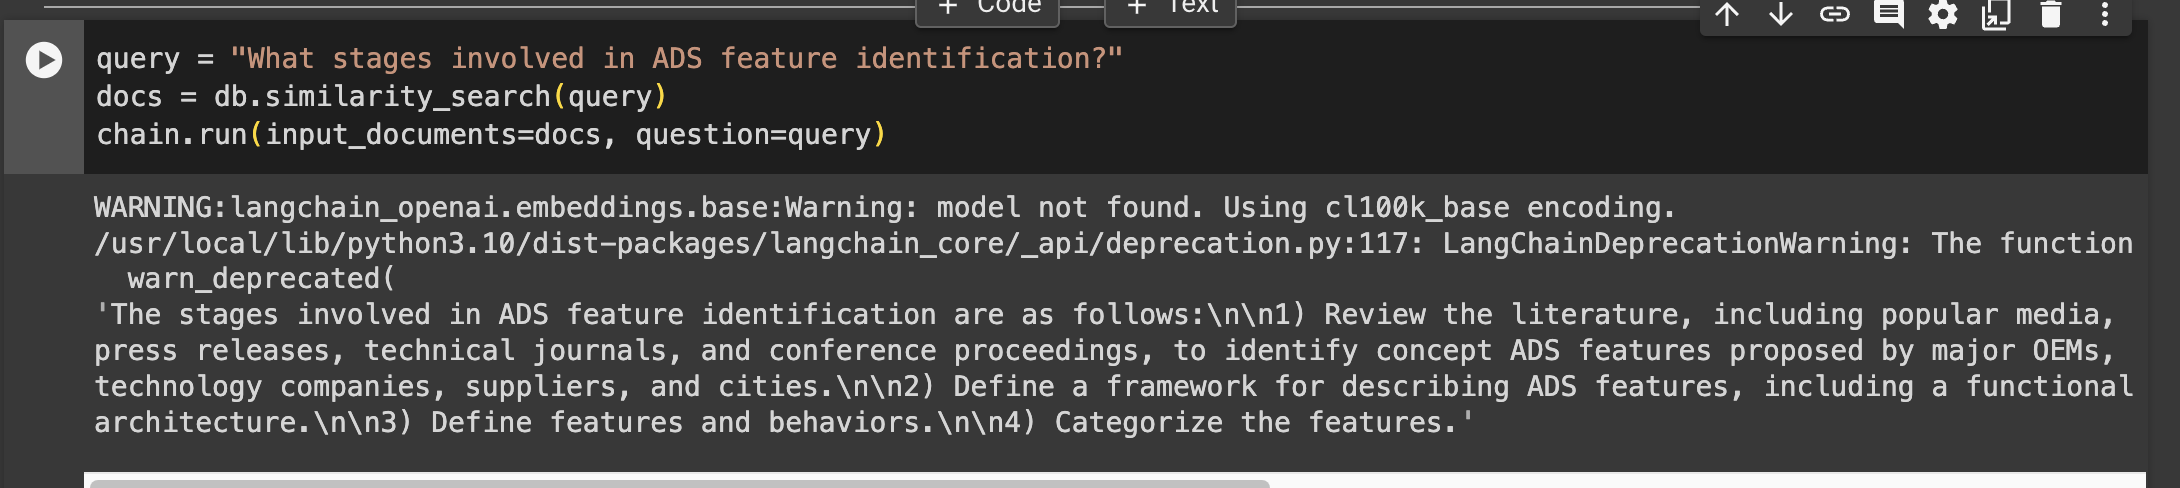 + Code + Text
query = "What stages involved in ADS feature identification?"
docs = db.similarity_search(query)
chain.run(input_documents=docs, question=query)
WARNING:langchain_openai.embeddings.base:Warning: model not found. Using cl100k_base encoding.
/usr/local/lib/python3.10/dist-packages/langchain_core/_api/deprecation.py:117: LangChainDeprecationWarning: The function
warn_deprecated(
'The stages involved in ADS feature identification are as follows:\n\n1) Review the literature, including popular media,
press releases, technical journals, and conference proceedings, to identify concept ADS features proposed by major OEMs,
technology companies, suppliers, and cities.\n\n2) Define a framework for describing ADS features, including a functional
architecture.\n\n3) Define features and behaviors.\n\n4) Categorize the features.'